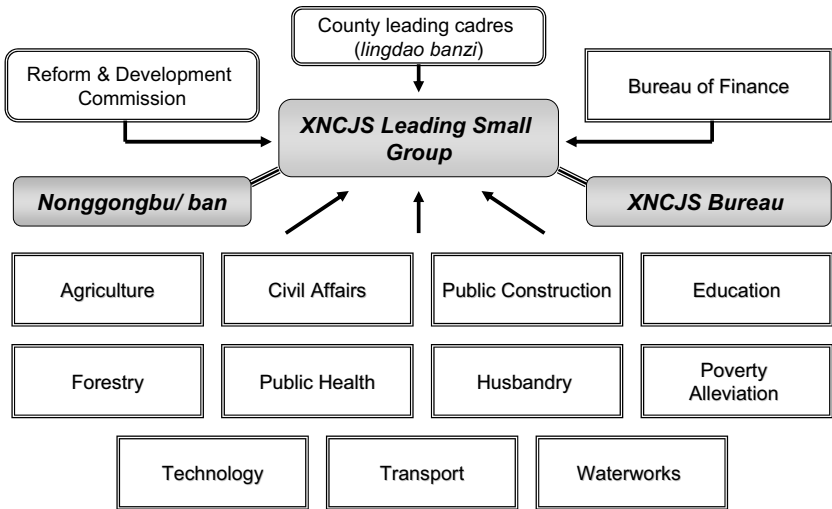 County leading cadres
(lingdao banzi)
Reform & Development
Commission
Bureau of Finance
XNCJS Leading Small
Group
Nonggongbu/ ban
XNCJS Bureau
Agriculture
Civil Affairs
Public Construction
Education
Forestry
Public Health
Husbandry
Poverty
Alleviation
Technology
Transport
Waterworks